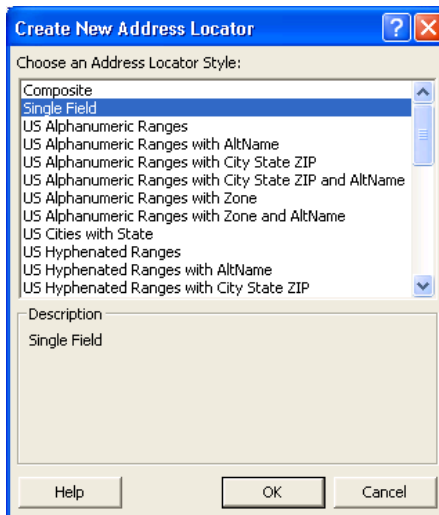 Create New Address Locator
Choose an Address Locator Style:
Composite
Single Field
US Alphanumeric Ranges
US Alphanumeric Ranges with AltName
US Alphanumeric Ranges with City State ZIP
US Alphanumeric Ranges with City State ZIP and AltName
US Alphanumeric Ranges with Zone
US Alphanumeric Ranges with Zone and AltName
US Cities with State
US Hyphenated Ranges
US Hyphenated Ranges with AltName
US Hyphenated Ranges with City State ZIP
Description
Single Field
Help OK Cancel